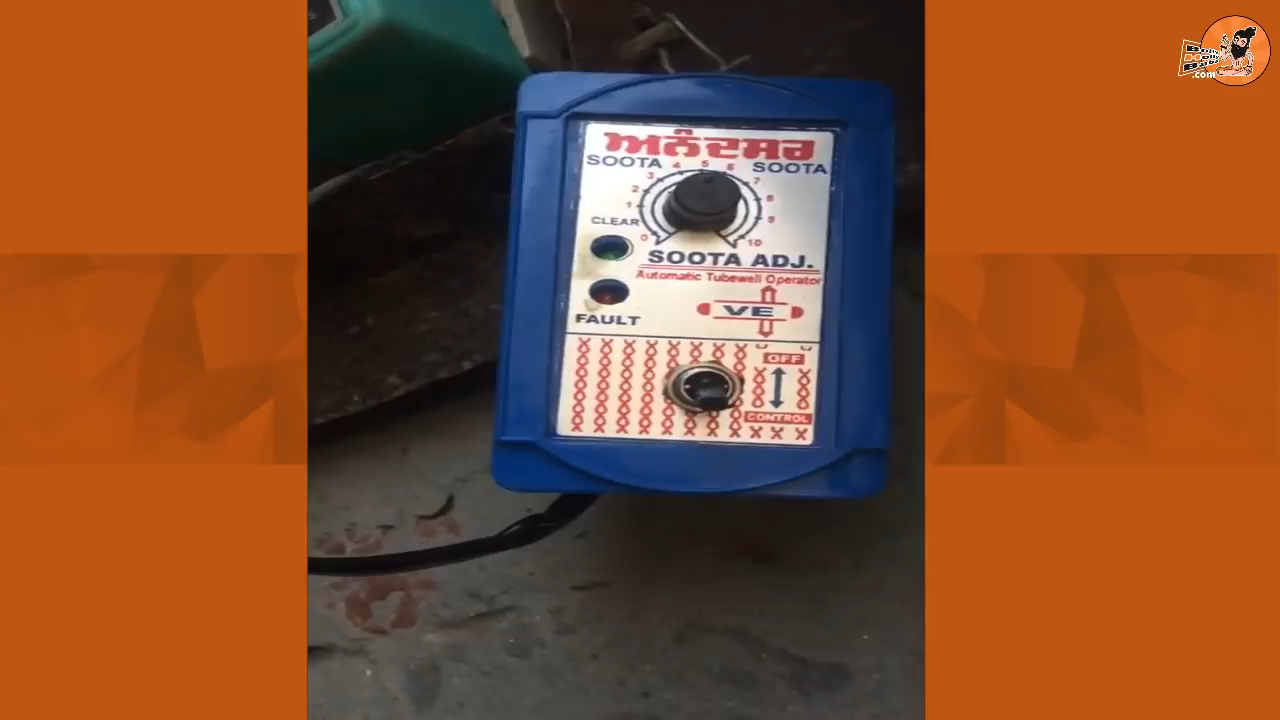 ਅਨੰਦਸਰ
SOOTA SOOTA
0 1 2 3 4 5 6 7 8 9 10
CLEAR
SOOTA ADJ.
Automatic Tubewell Operator
VE
FAULT
OFF
CONTROL
.com